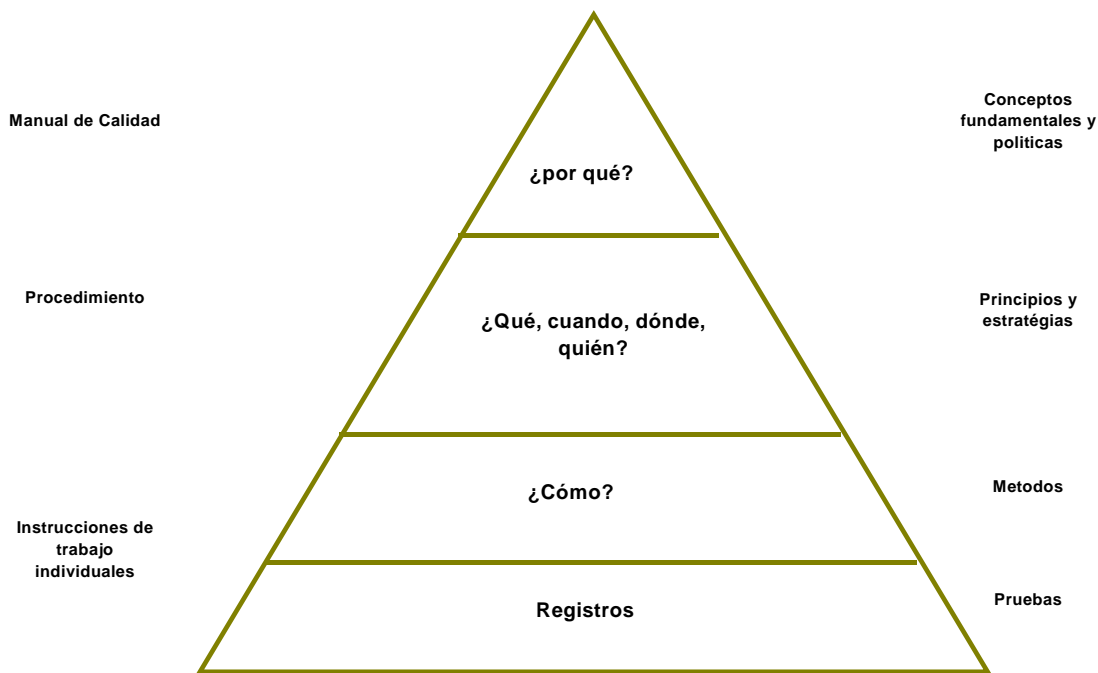 Manual de Calidad
¿por qué?
Conceptos
fundamentales y
politicas
Procedimiento
¿Qué, cuando, dónde,
quién?
Principios y
estratégias
Instrucciones de
trabajo
individuales
¿Cómo?
Metodos
Registros
Pruebas